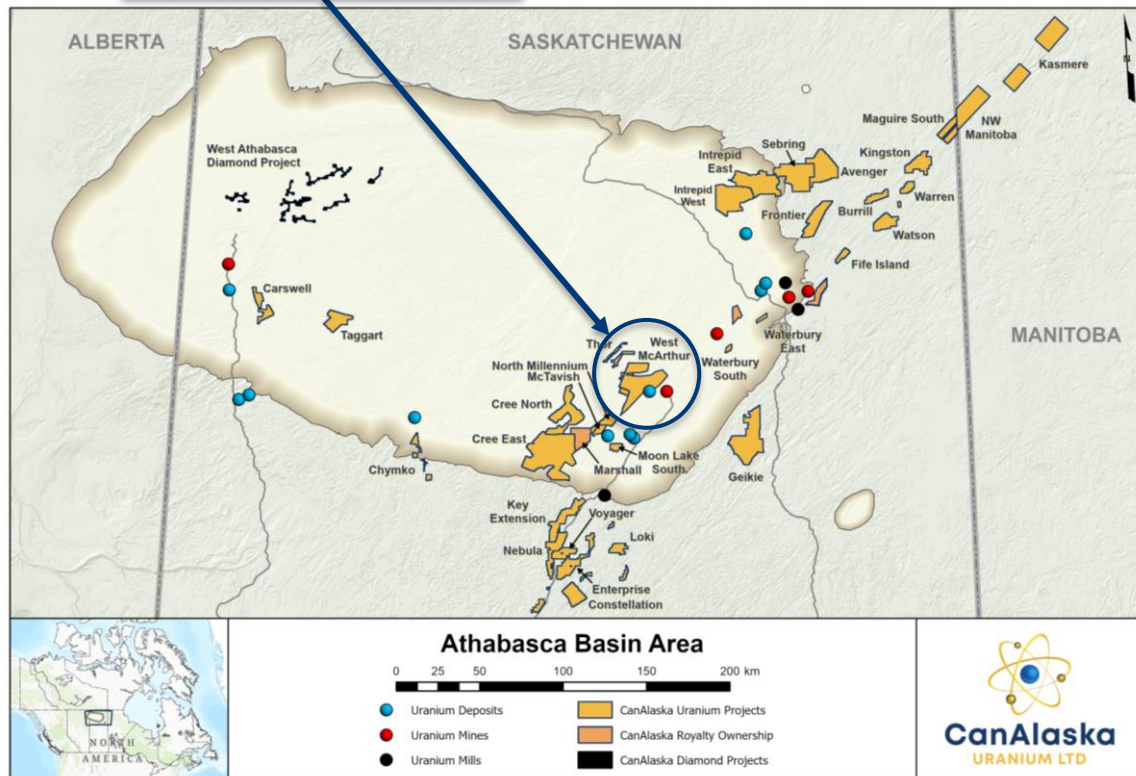 ALBERTA
SASKATCHEWAN
N
Kasmere
Maguire South
NW
Manitoba
West Athabasca
Diamond Project
Sebring
Intrepid
East
Kingston
Avenger
Intrepid
West
Warren
Frontier
Burrill
Watson
Fife Island
Carswell
Taggart
Waterbury
East
MANITOBA
Thor
West
McArthur
Waterbury
South
North Millennium
McTavish
Cree North
Cree East
Moon Lake
South
Marshall
Chymko
Geikie
Key
Extension
Voyager
Nebula
Loki
Enterprise
Constellation
NORTH
AMERICA
Athabasca Basin Area
0 25 50 100 150 200 km
Uranium Deposits
CanAlaska Uranium Projects
Uranium Mines
CanAlaska Royalty Ownership
Uranium Mills
CanAlaska Diamond Projects
CanAlaska
URANIUM LTD